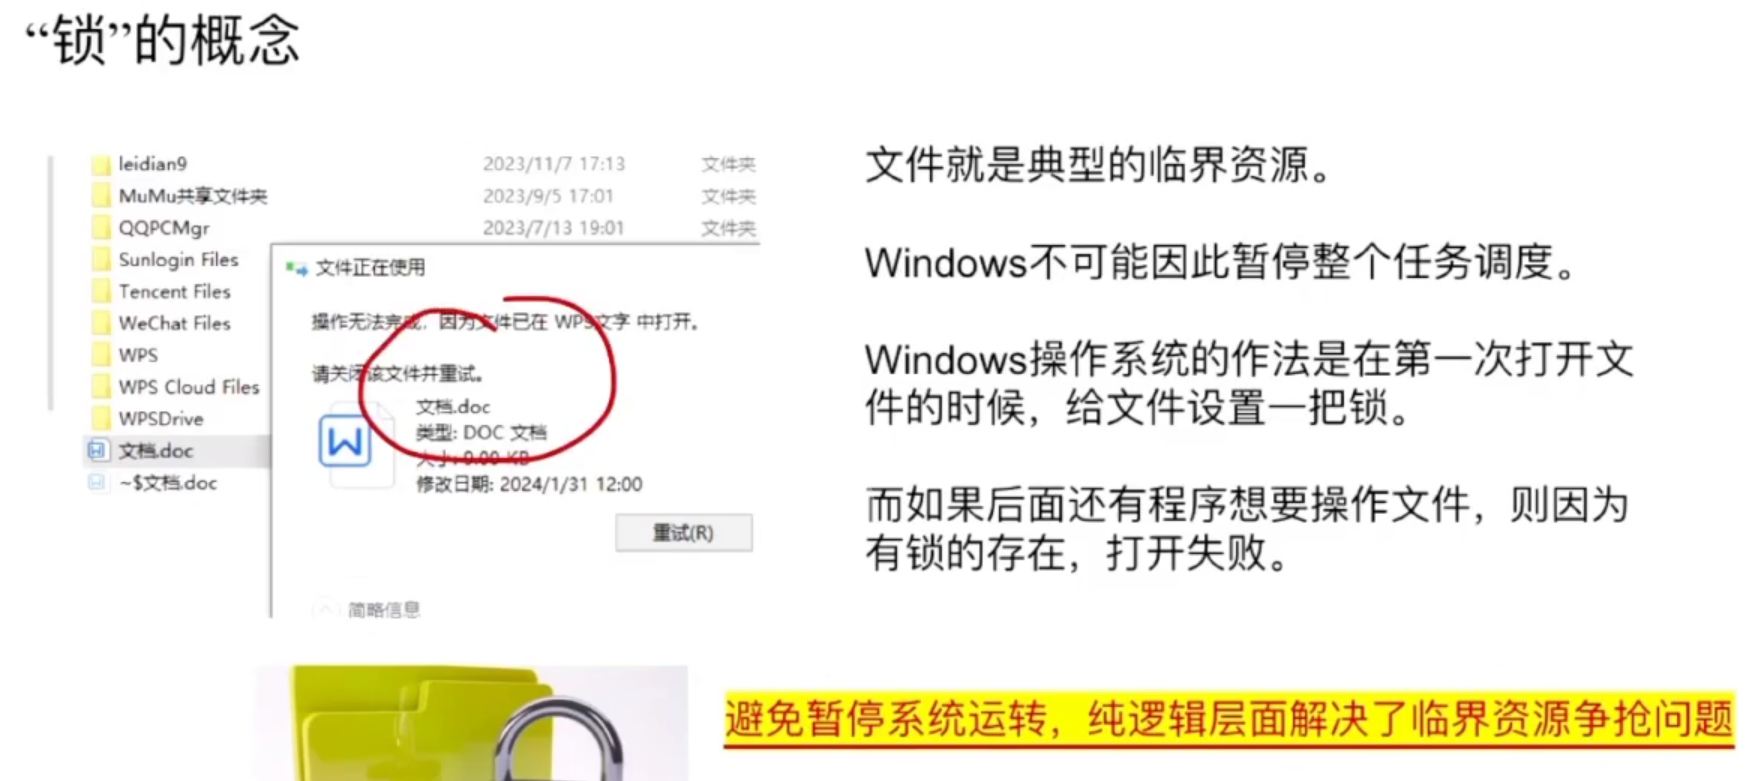 “锁”的概念
leidian9 2023/11/7 17:13 文件夹
MuMu共享文件夹 2023/9/5 17:01 文件夹
QQPCMgr 2023/7/13 19:01 文件夹
Sunlogin Files
Tencent Files
WeChat Files
WPS
WPS Cloud Files
WPSDrive
文档.doc
~$文档.doc
文件正在使用
操作无法完成，因为文件已在 WPS文字 中打开。
请关闭该文件并重试。
文档.doc
类型: DOC 文档
大小: 0.00 KB
修改日期: 2024/1/31 12:00
重试(R)
简略信息
文件就是典型的临界资源。
Windows不可能因此暂停整个任务调度。
Windows操作系统的作法是在第一次打开文
件的时候，给文件设置一把锁。
而如果后面还有程序想要操作文件，则因为
有锁的存在，打开失败。
避免暂停系统运转，纯逻辑层面解决了临界资源争抢问题